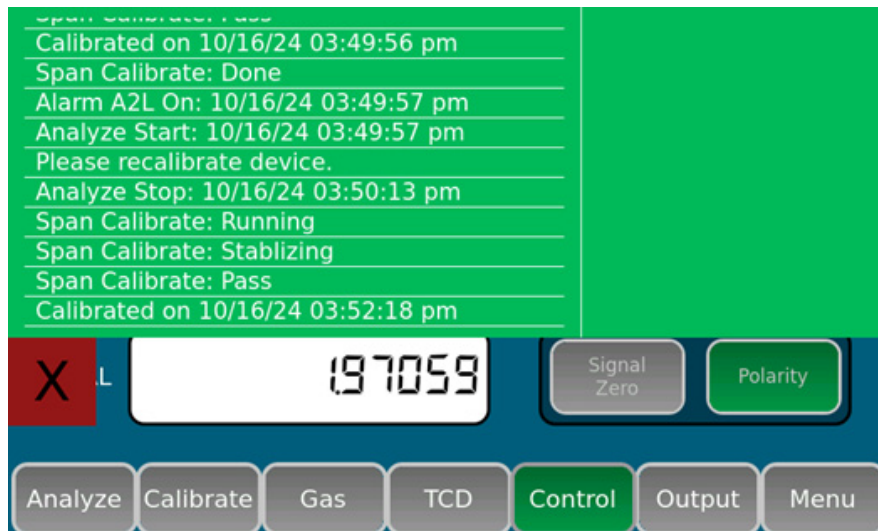 Span Calibrate: Pass
Calibrated on 10/16/24 03:49:56 pm
Span Calibrate: Done
Alarm A2L On: 10/16/24 03:49:57 pm
Analyze Start: 10/16/24 03:49:57 pm
Please recalibrate device.
Analyze Stop: 10/16/24 03:50:13 pm
Span Calibrate: Running
Span Calibrate: Stablizing
Span Calibrate: Pass
Calibrated on 10/16/24 03:52:18 pm
X L 1.97059 Signal Zero Polarity
Analyze Calibrate Gas TCD Control Output Menu